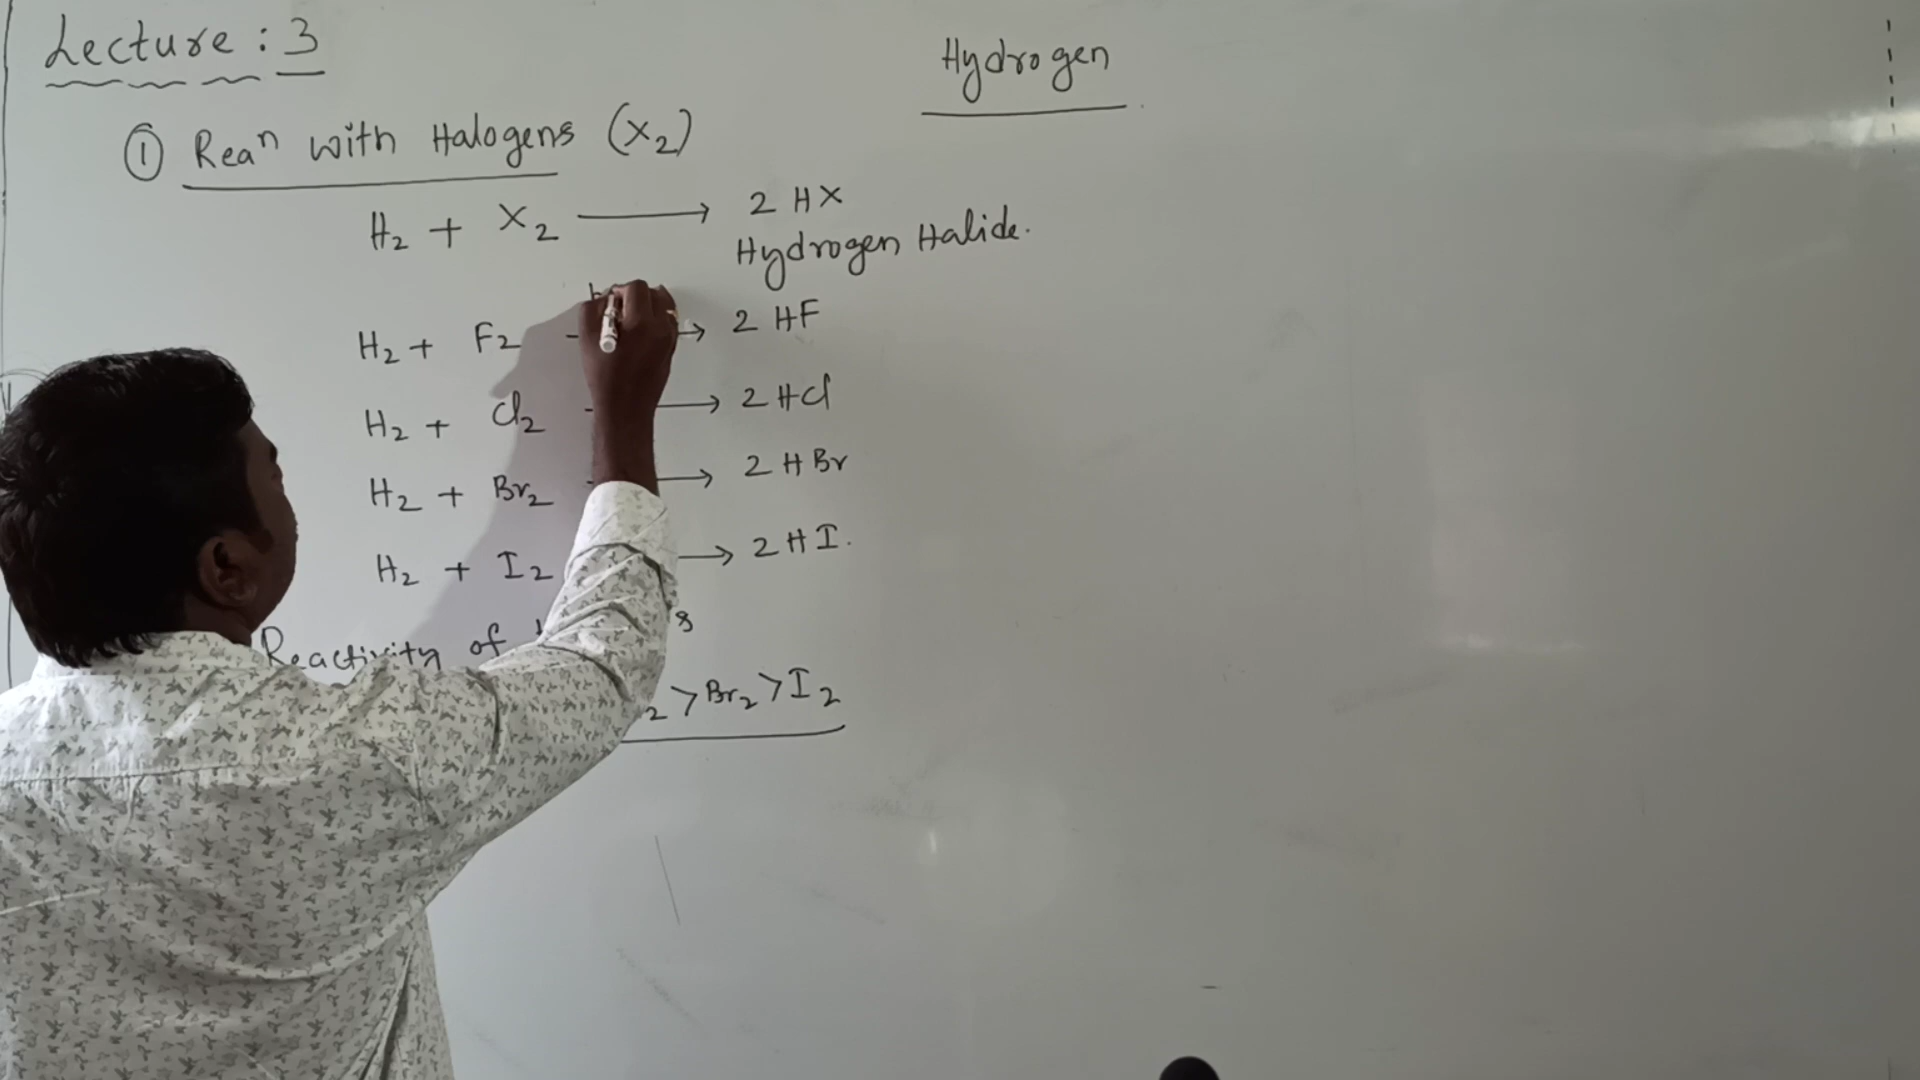 Lecture : 3
Hydrogen
① Reaⁿ with Halogens (X₂)
H₂ + X₂ ⟶ 2 HX
Hydrogen Halide.
H₂ + F₂ → 2 HF
H₂ + Cl₂ → 2 HCl
H₂ + Br₂ → 2 HBr
H₂ + I₂ → 2 HI.
Reactivity of
₂ > Br₂ > I₂